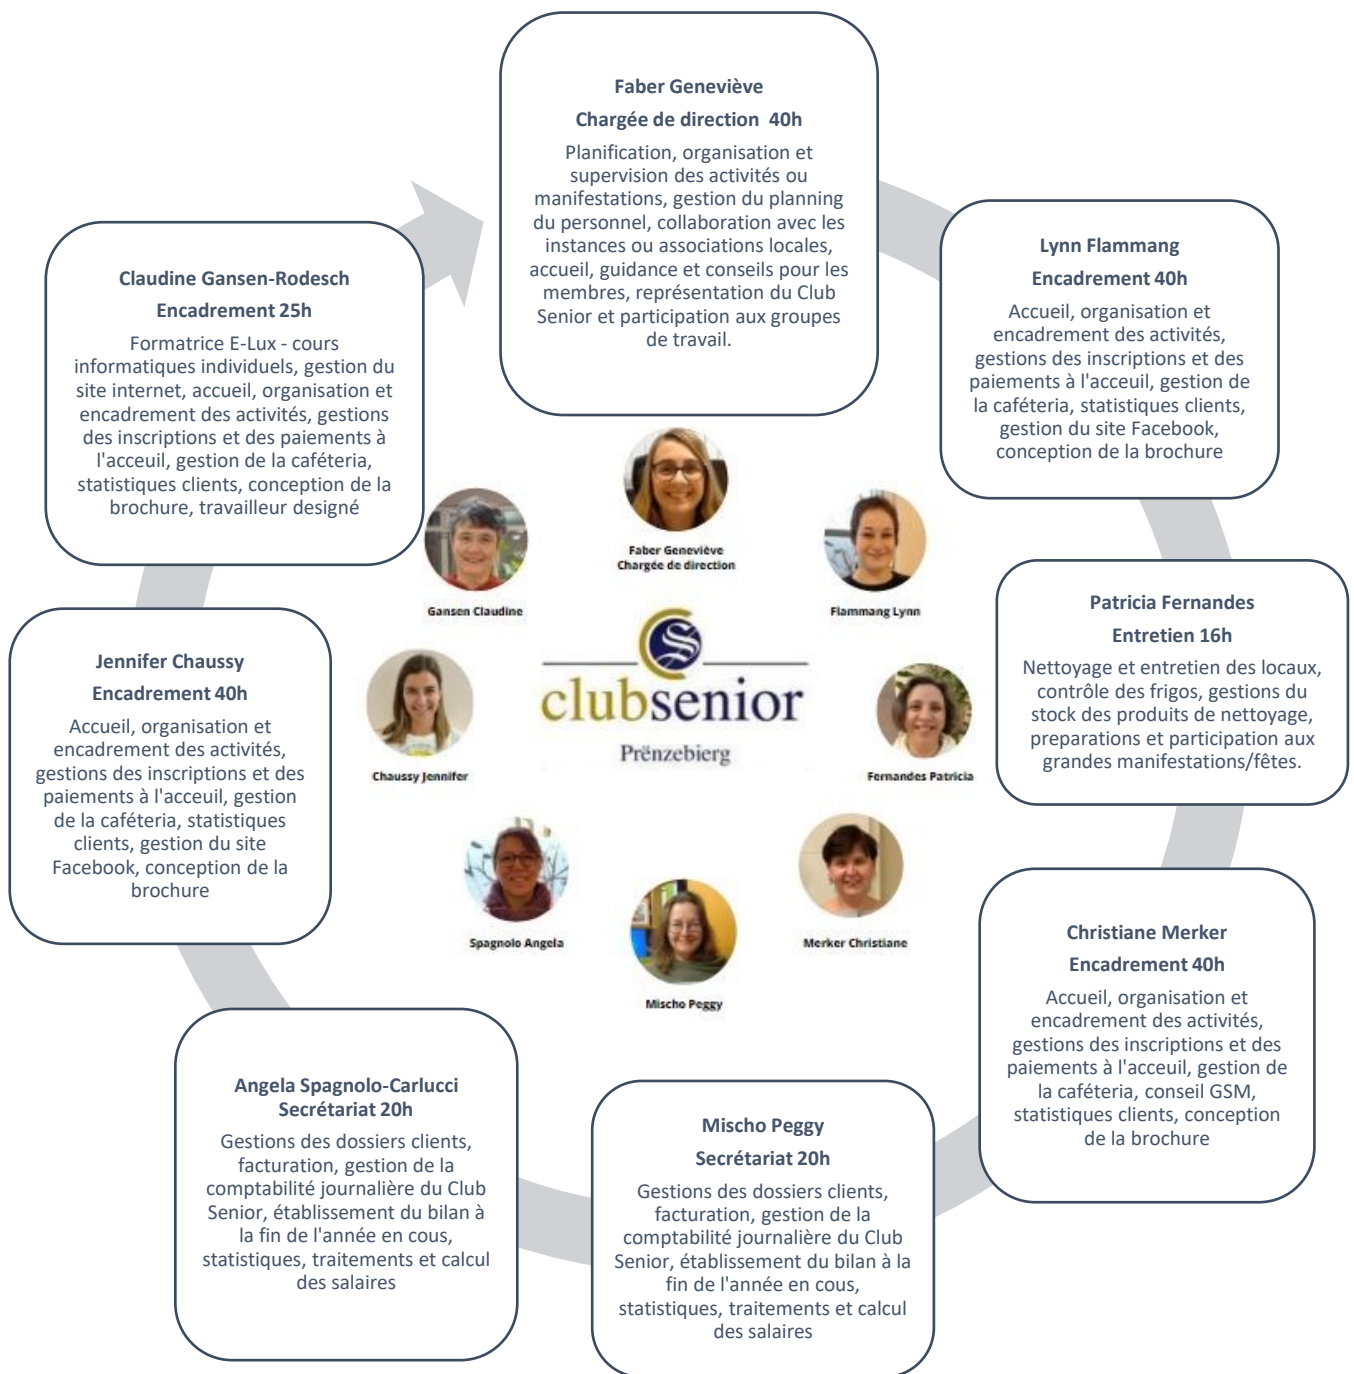 Faber Geneviève
Chargée de direction  40h
Planification, organisation et
supervision des activités ou
manifestations, gestion du planning
du personnel, collaboration avec les
instances ou associations locales,
accueil, guidance et conseils pour les
membres, représentation du Club
Senior et participation aux groupes
de travail.
Lynn Flammang
Encadrement 40h
Accueil, organisation et
encadrement des activités,
gestions des inscriptions et des
paiements à l'acceuil, gestion de
la caféteria, statistiques clients,
gestion du site Facebook,
conception de la brochure
Patricia Fernandes
Entretien 16h
Nettoyage et entretien des locaux,
contrôle des frigos, gestions du
stock des produits de nettoyage,
preparations et participation aux
grandes manifestations/fêtes.
Christiane Merker
Encadrement 40h
Accueil, organisation et
encadrement des activités,
gestions des inscriptions et des
paiements à l'acceuil, gestion de
la caféteria, conseil GSM,
statistiques clients, conception
de la brochure
Mischo Peggy
Secrétariat 20h
Gestions des dossiers clients,
facturation, gestion de la
comptabilité journalière du Club
Senior, établissement du bilan à la
fin de l'année en cous,
statistiques, traitements et calcul
des salaires
Angela Spagnolo-Carlucci
Secrétariat 20h
Gestions des dossiers clients,
facturation, gestion de la
comptabilité journalière du Club
Senior, établissement du bilan à
la fin de l'année en cous,
statistiques, traitements et calcul
des salaires
Jennifer Chaussy
Encadrement 40h
Accueil, organisation et
encadrement des activités,
gestions des inscriptions et des
paiements à l'acceuil, gestion
de la caféteria, statistiques
clients, gestion du site
Facebook, conception de la
brochure
Claudine Gansen-Rodesch
Encadrement 25h
Formatrice E-Lux - cours
informatiques individuels, gestion du
site internet, accueil, organisation et
encadrement des activités, gestions
des inscriptions et des paiements à
l'acceuil, gestion de la caféteria,
statistiques clients, conception de la
brochure, travailleur designé
Faber Geneviève
Chargée de direction
Gansen Claudine
Flammang Lynn
S
clubsenior
Prënzebierg
Chaussy Jennifer
Fernandes Patricia
Spagnolo Angela
Merker Christiane
Mischo Peggy